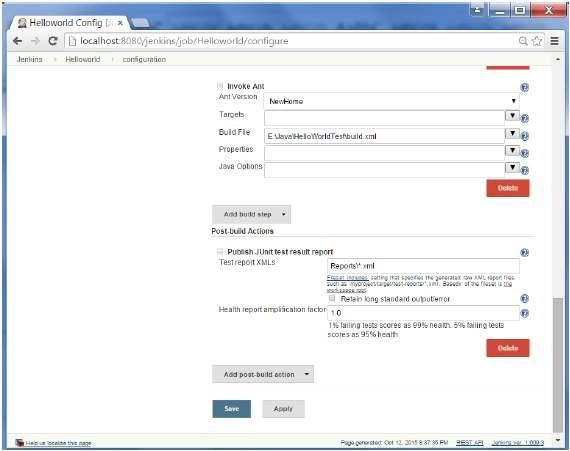 Helloworld Config [Je
localhost:8080/jenkins/job/Helloworld/configure
Jenkins
Helloworld
configuration
Invoke Ant
Ant Version
NewHome
Targets
Build File
E:\Java\HelloWorldTest\build.xml
Properties
Java Options
Delete
Add build step
Post-build Actions
Publish JUnit test result report
Test report XMLs
Reports\*.xml
Fileset 'includes' setting that specifies the generated raw XML report files,
such as 'myproject/target/test-reports/*.xml'. Basedir of the fileset is the
workspace root.
Retain long standard output/error
Health report amplification factor
1.0
1% failing tests scores as 99% health. 5% failing tests
scores as 95% health
Delete
Add post-build action
Save
Apply
Help us localize this page
Page generated: Oct 12, 2015 8:37:35 PM
REST API
Jenkins ver. 1.609.3